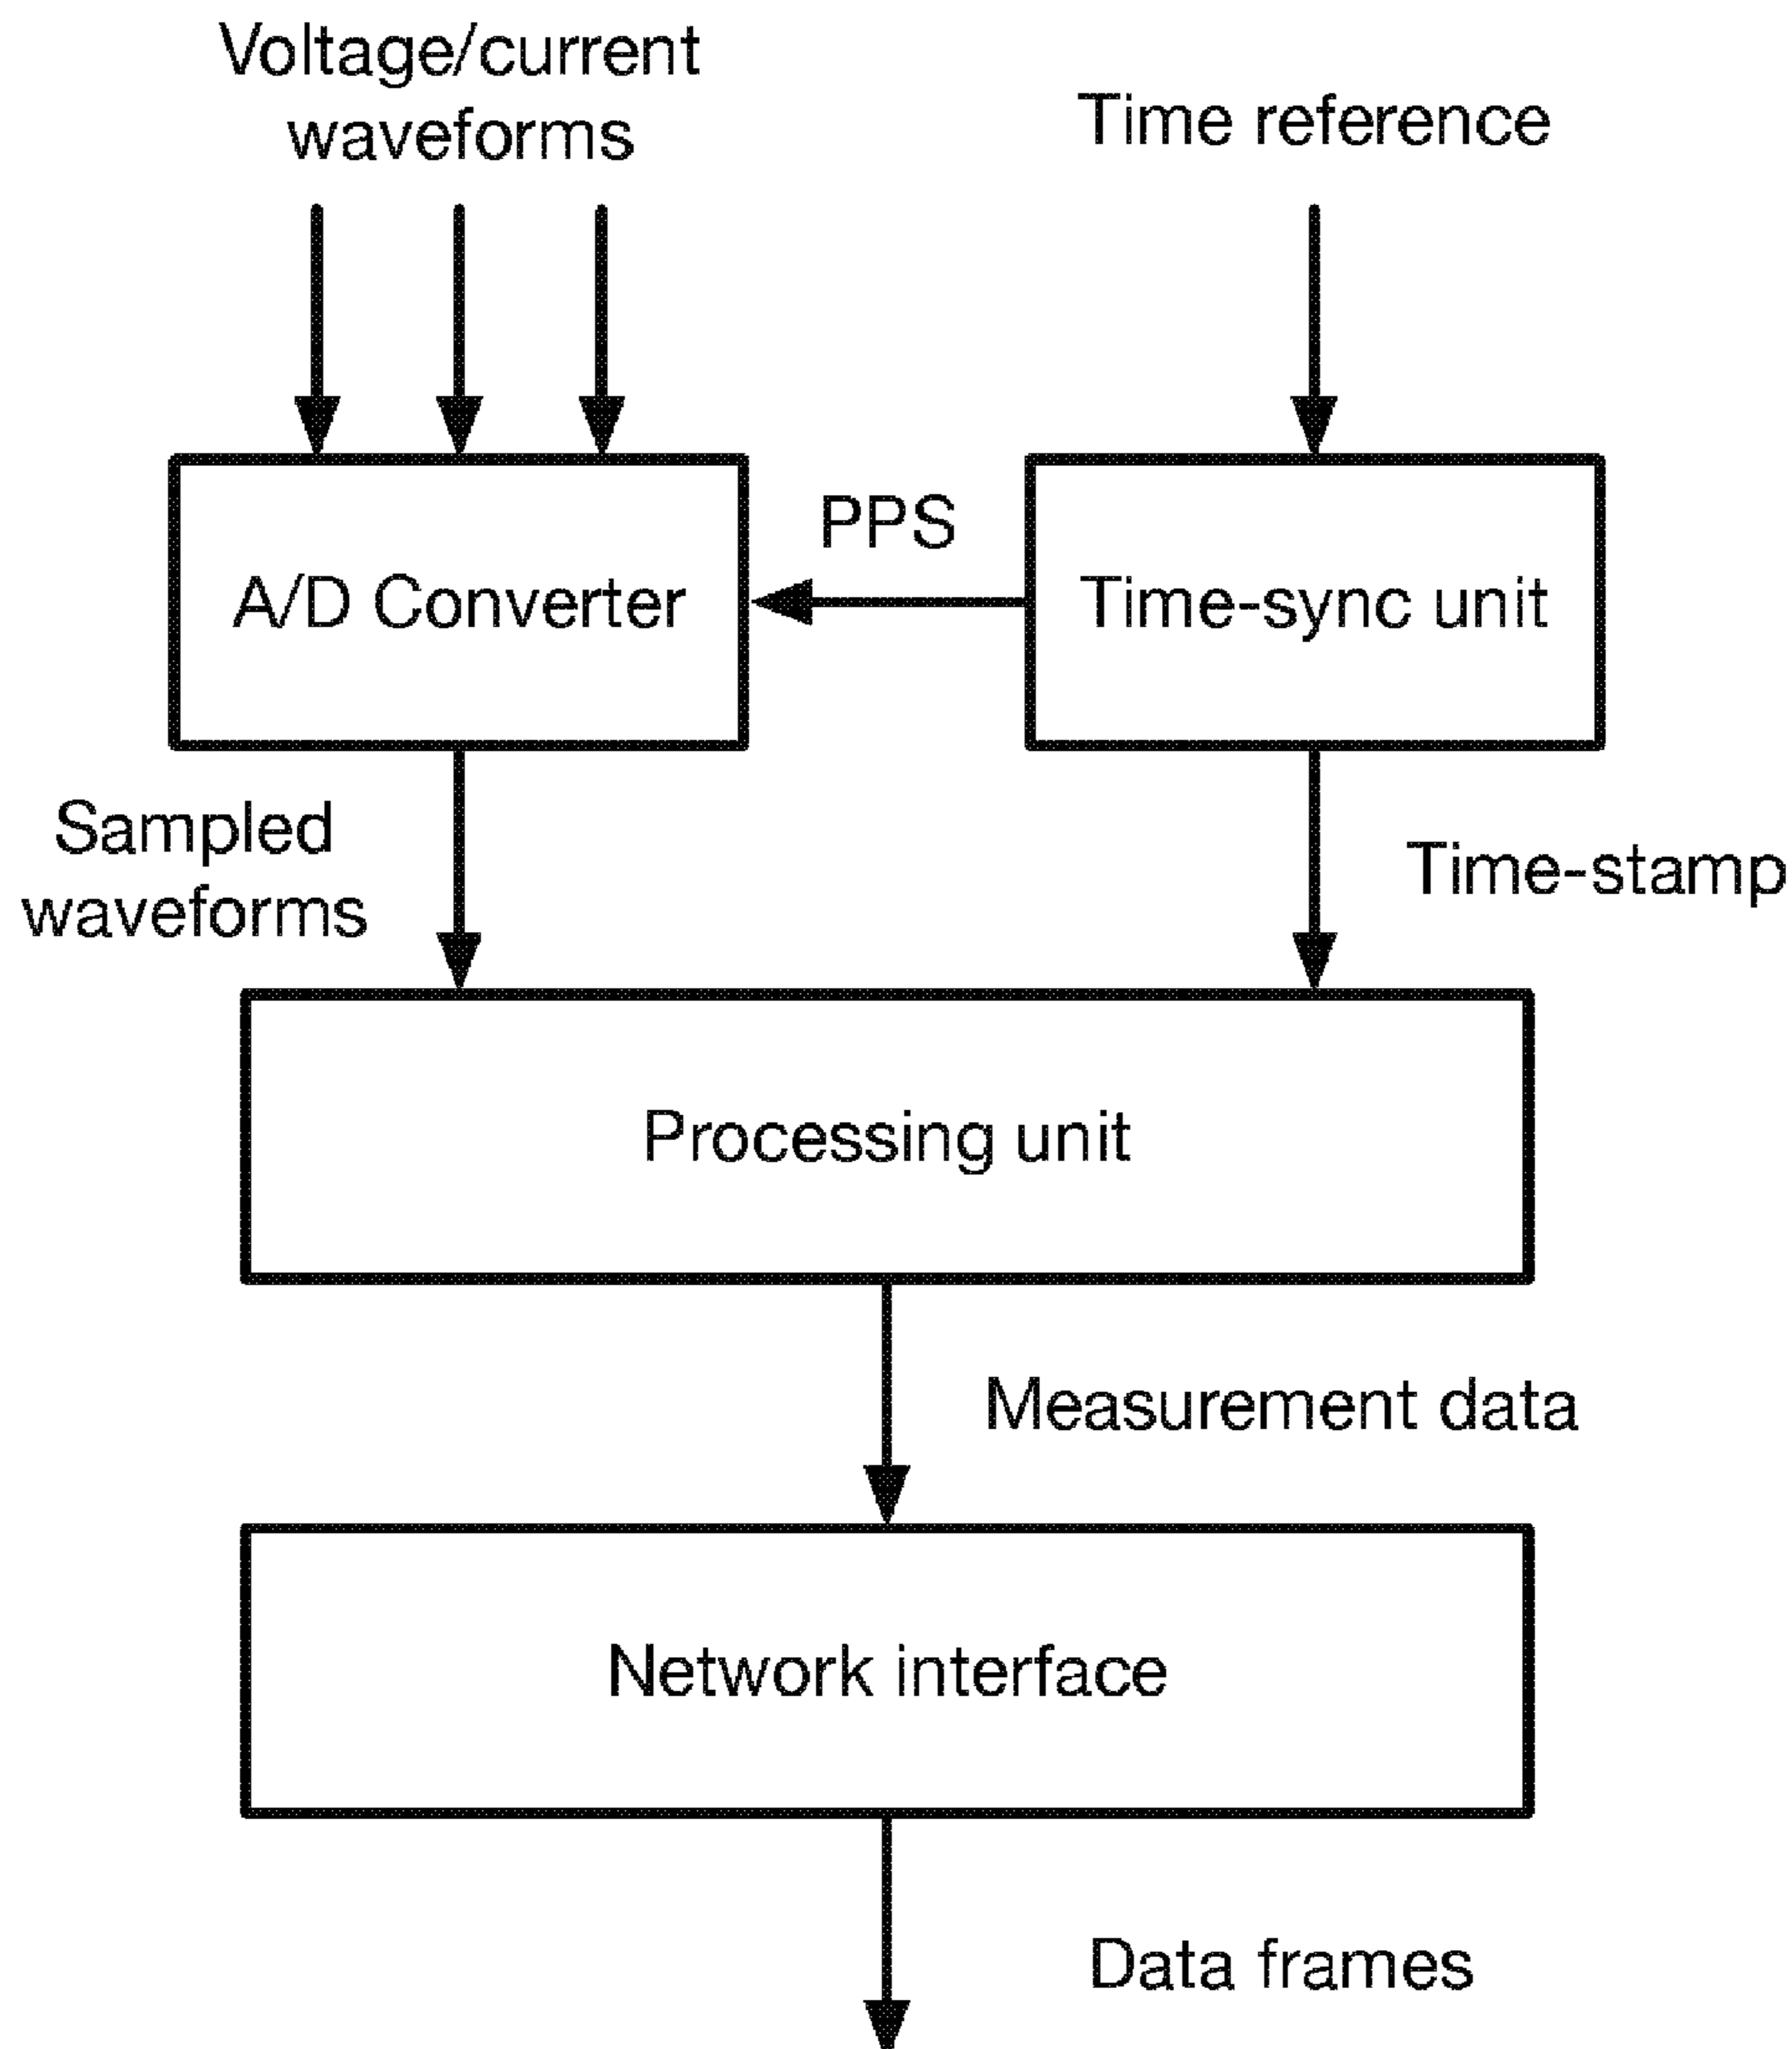 Voltage/current
waveforms
Time reference
PPS
A/D Converter
Time-sync unit
Sampled
waveforms
Time-stamp
Processing unit
Measurement data
Network interface
Data frames